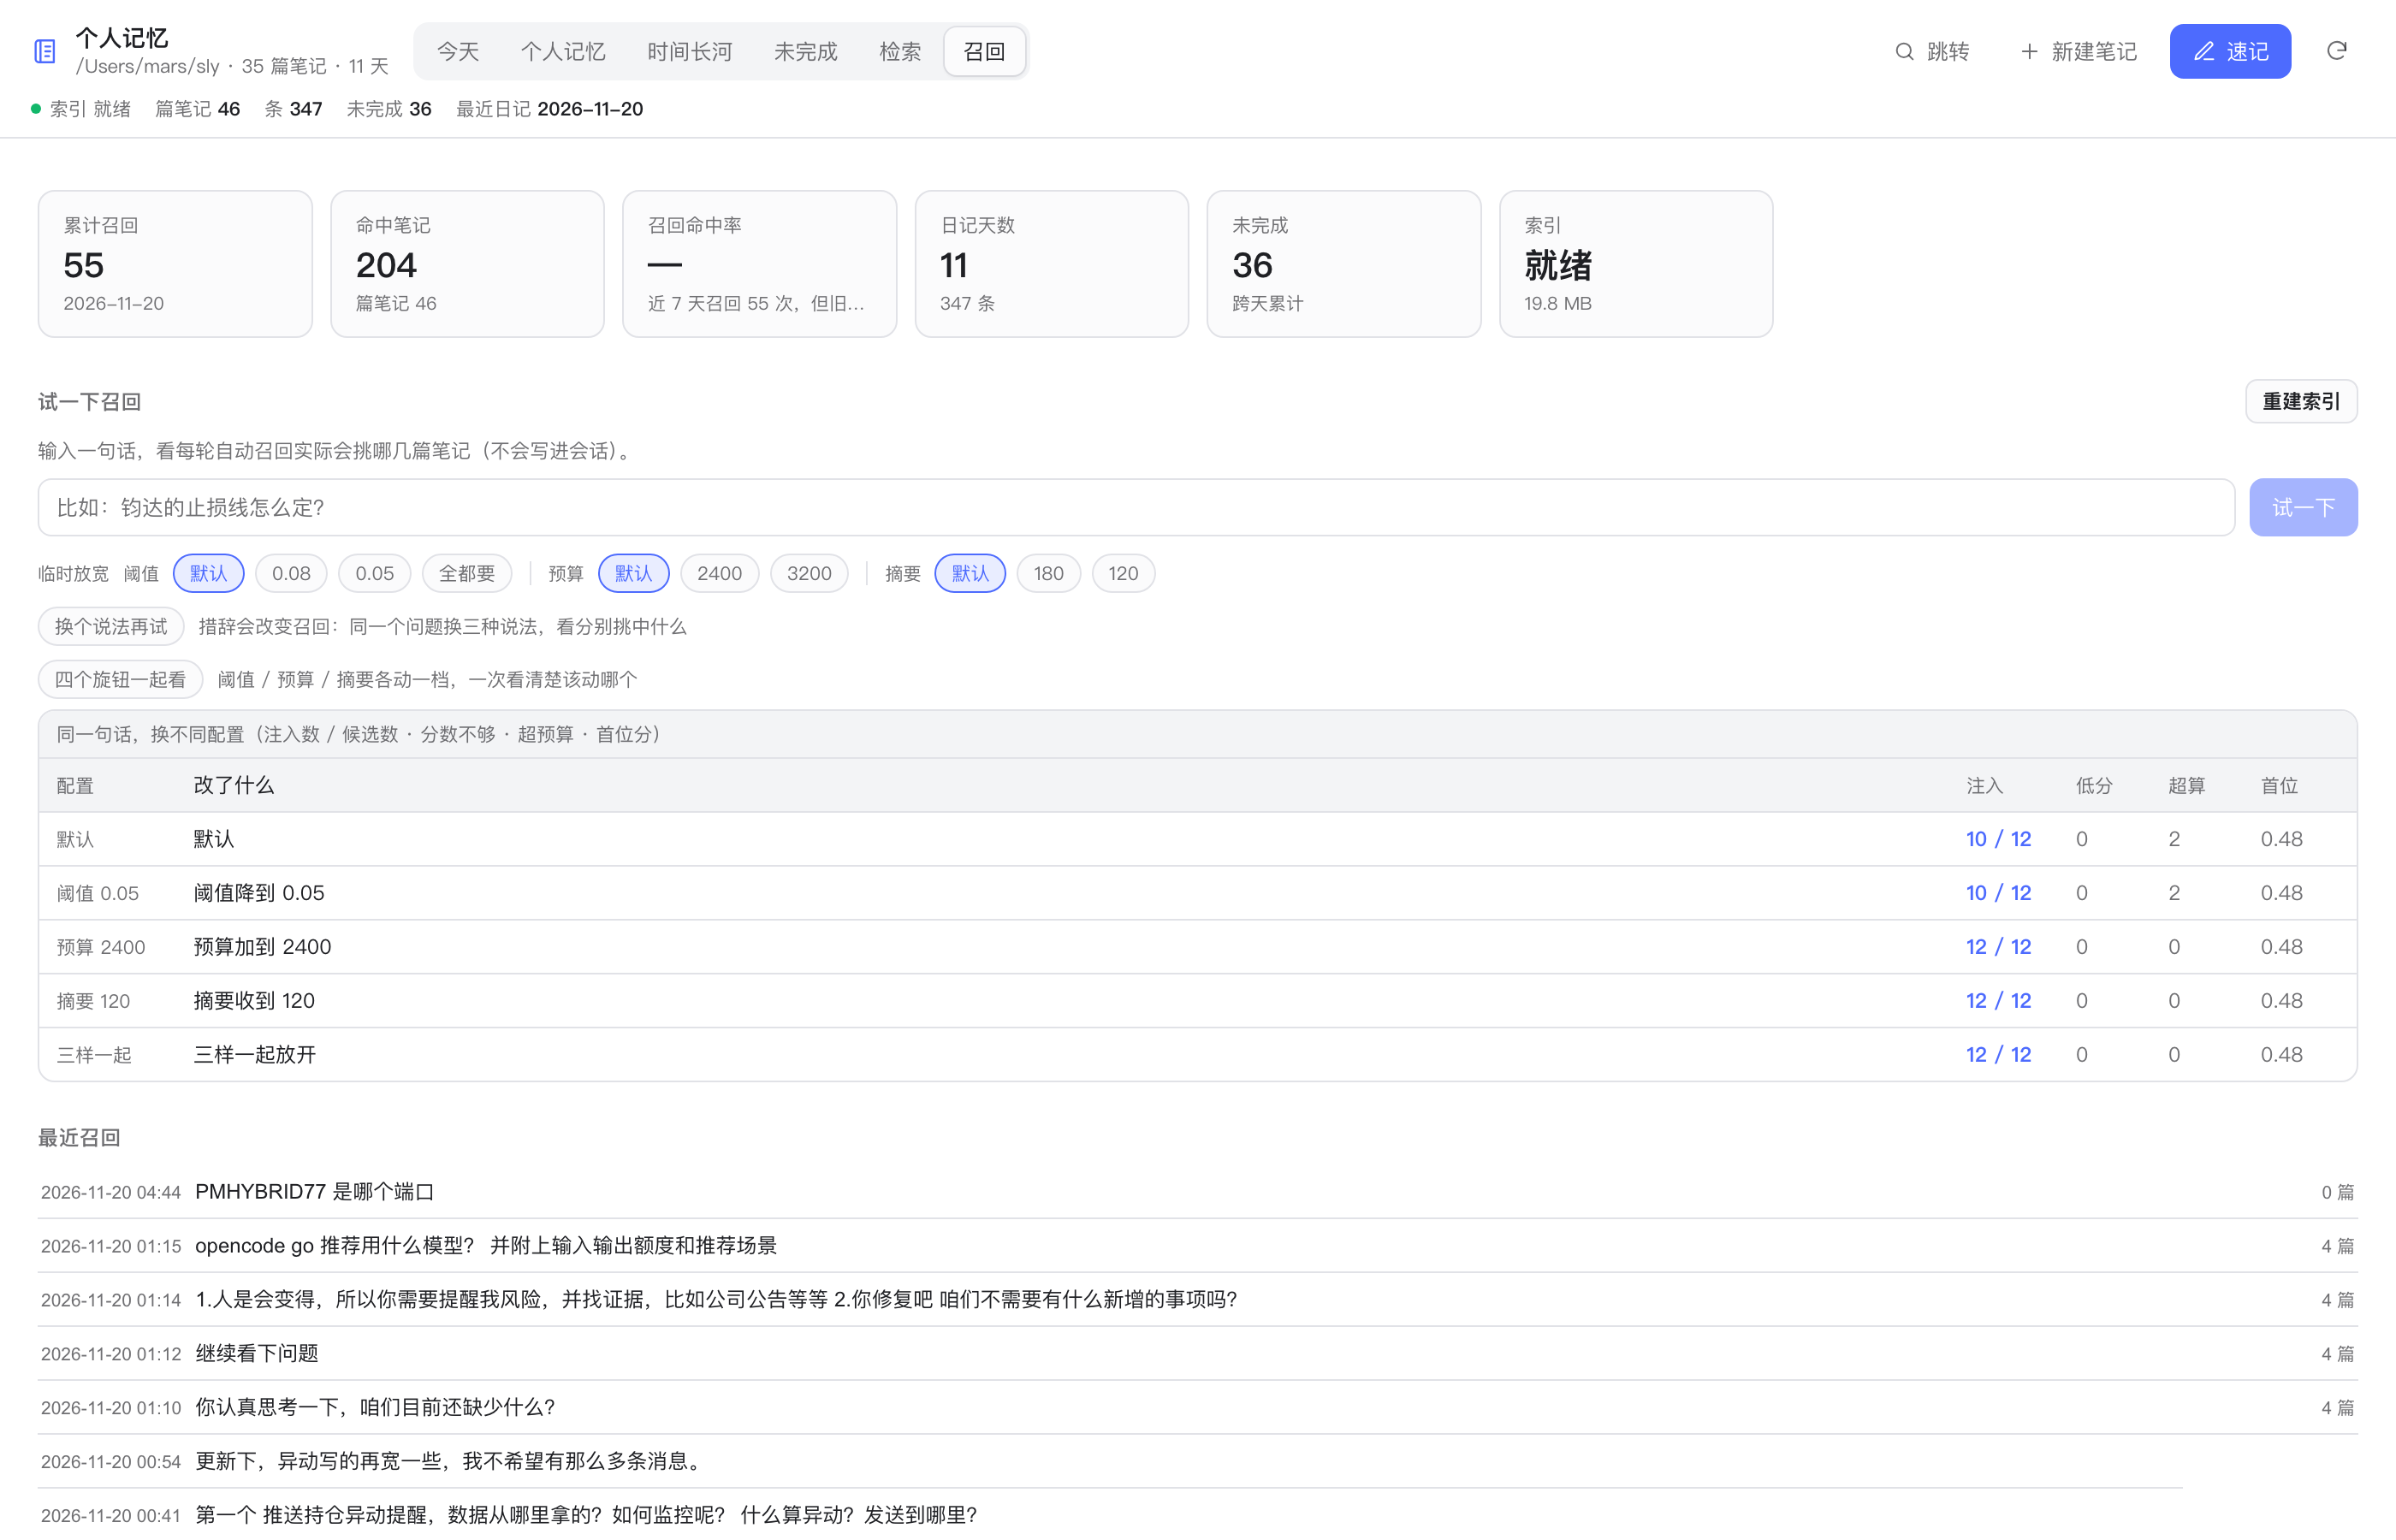 个人记忆
/Users/mars/sly · 35 篇笔记 · 11 天
今天 个人记忆 时间长河 未完成 检索 召回
跳转 + 新建笔记 速记
索引 就绪 篇笔记 46 条 347 未完成 36 最近日记 2026-11-20
累计召回
55
2026-11-20
命中笔记
204
篇笔记 46
召回命中率
—
近 7 天召回 55 次，但旧…
日记天数
11
347 条
未完成
36
跨天累计
索引
就绪
19.8 MB
试一下召回
重建索引
输入一句话，看每轮自动召回实际会挑哪几篇笔记（不会写进会话）。
比如：钧达的止损线怎么定？
试一下
临时放宽 阈值 默认 0.08 0.05 全都要 预算 默认 2400 3200 摘要 默认 180 120
换个说法再试 措辞会改变召回：同一个问题换三种说法，看分别挑中什么
四个旋钮一起看 阈值 / 预算 / 摘要各动一档，一次看清楚该动哪个
同一句话，换不同配置（注入数 / 候选数 · 分数不够 · 超预算 · 首位分）
配置 改了什么 注入 低分 超算 首位
默认 默认 10 / 12 0 2 0.48
阈值 0.05 阈值降到 0.05 10 / 12 0 2 0.48
预算 2400 预算加到 2400 12 / 12 0 0 0.48
摘要 120 摘要收到 120 12 / 12 0 0 0.48
三样一起 三样一起放开 12 / 12 0 0 0.48
最近召回
2026-11-20 04:44 PMHYBRID77 是哪个端口 0 篇
2026-11-20 01:15 opencode go 推荐用什么模型？ 并附上输入输出额度和推荐场景 4 篇
2026-11-20 01:14 1.人是会变得，所以你需要提醒我风险，并找证据，比如公司公告等等 2.你修复吧 咱们不需要有什么新增的事项吗？ 4 篇
2026-11-20 01:12 继续看下问题 4 篇
2026-11-20 01:10 你认真思考一下，咱们目前还缺少什么？ 4 篇
2026-11-20 00:54 更新下，异动写的再宽一些，我不希望有那么多条消息。
2026-11-20 00:41 第一个 推送持仓异动提醒，数据从哪里拿的？如何监控呢？ 什么算异动？发送到哪里？